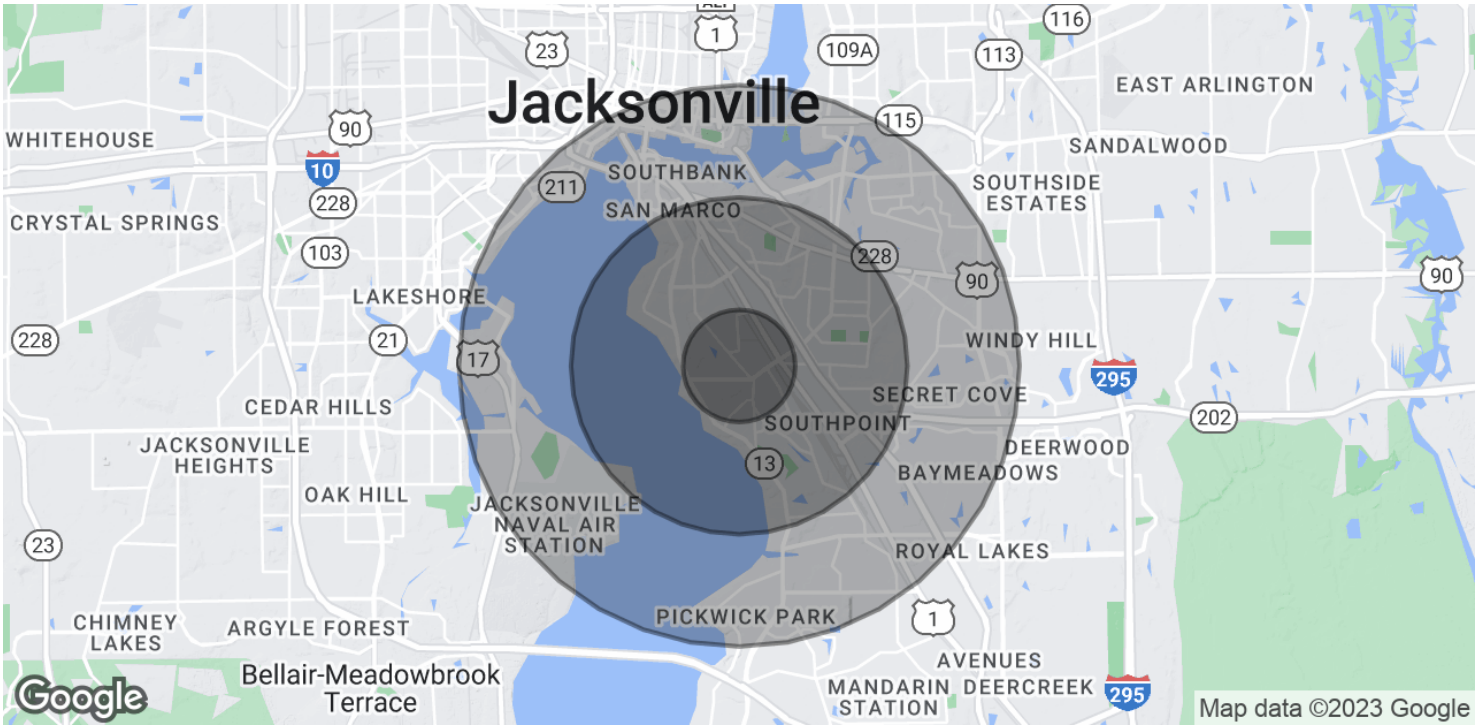 116
1
23
109A
113
EAST ARLINGTON
Jacksonville
115
90
WHITEHOUSE
SANDALWOOD
10
SOUTHBANK
211
SOUTHSIDE
ESTATES
228
SAN MARCO
CRYSTAL SPRINGS
103
228
90
90
LAKESHORE
228
21
WINDY HILL
17
295
SECRET COVE
CEDAR HILLS
202
SOUTHPOINT
JACKSONVILLE
HEIGHTS
DEERWOOD
13
BAYMEADOWS
OAK HILL
JACKSONVILLE
NAVAL AIR
STATION
23
ROYAL LAKES
PICKWICK PARK
1
CHIMNEY
LAKES
ARGYLE FOREST
AVENUES
Bellair-Meadowbrook
Terrace
MANDARIN
STATION
DEERCREEK
295
Google
Map data ©2023 Google